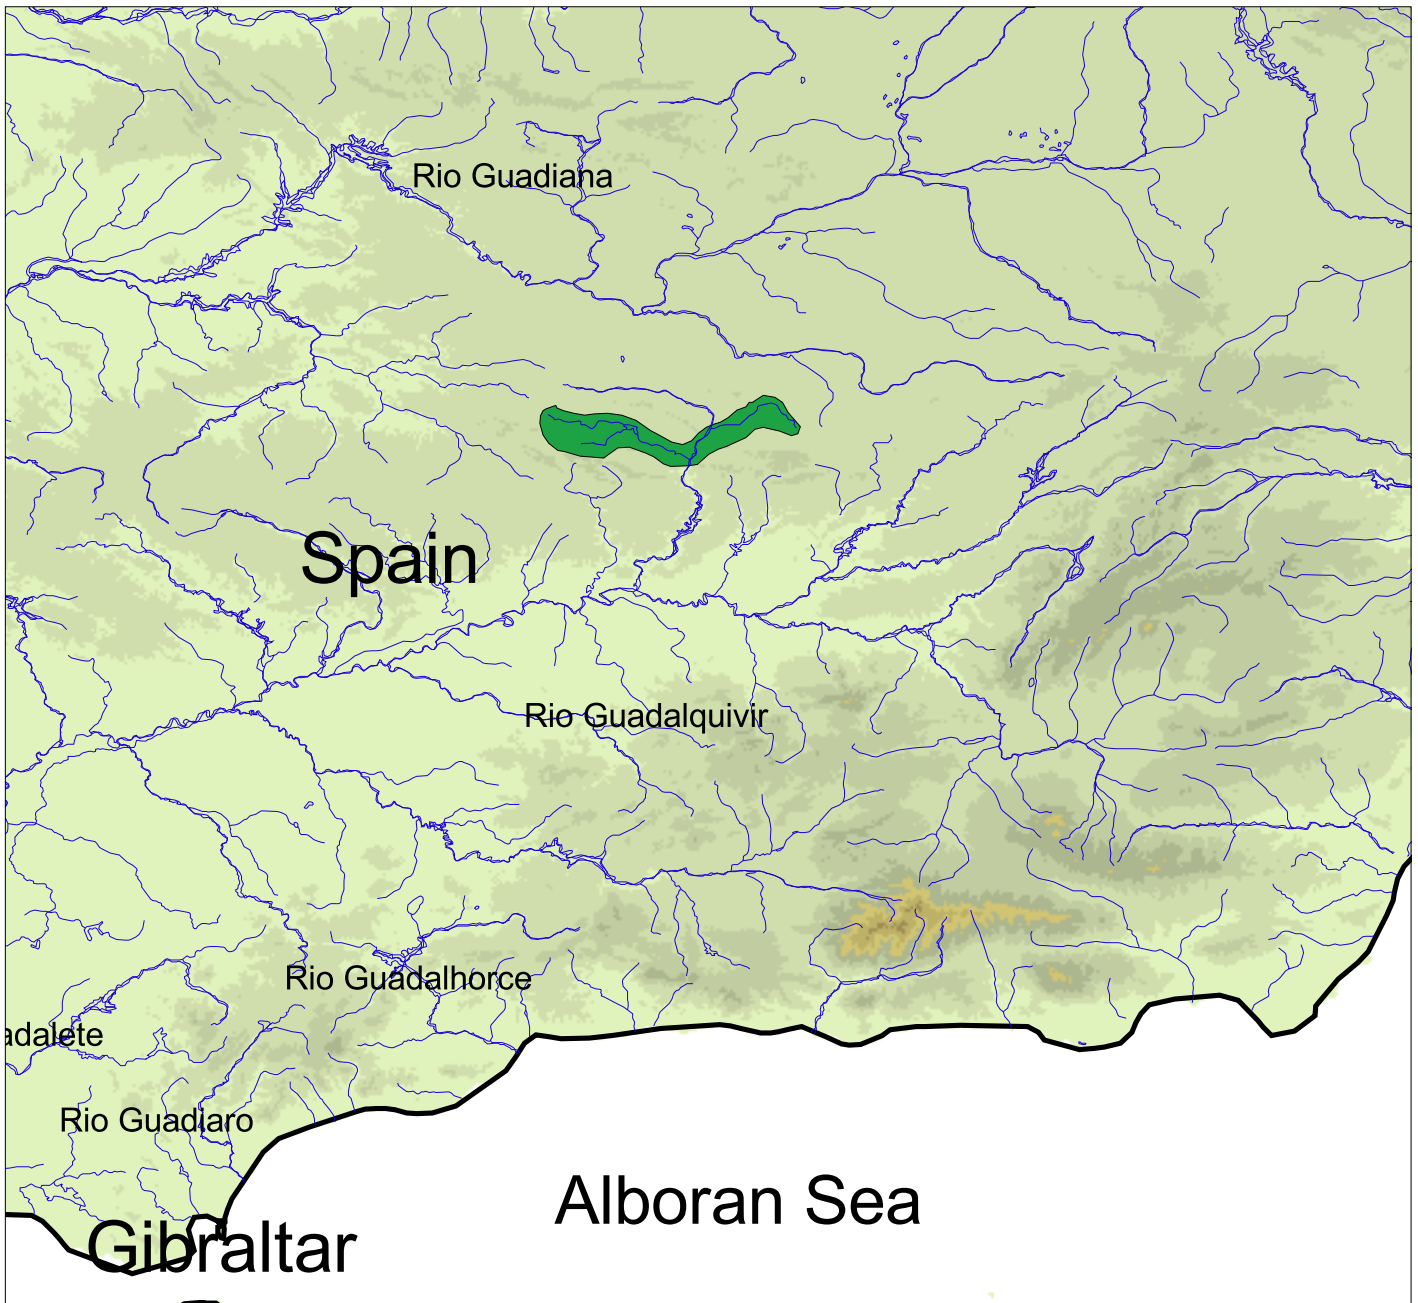 Rio Guadiana
Spain
Rio Guadalquivir
Rio Guadalhorce
adalete
Rio Guadiaro
Alboran Sea
Gibraltar